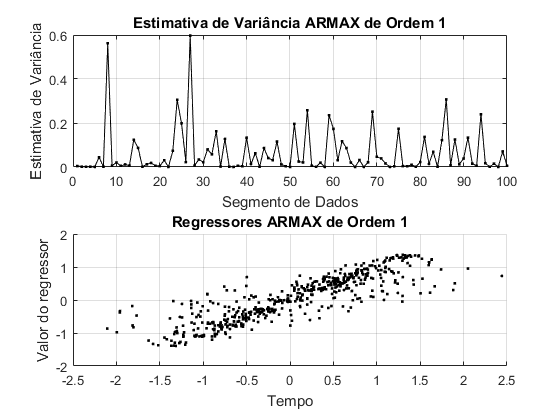 Estimativa de Variância ARMAX de Ordem 1
Estimativa de Variância
0.6
0.4
0.2
0
0 10 20 30 40 50 60 70 80 90 100
Segmento de Dados
Regressores ARMAX de Ordem 1
Valor do regressor
2
1
0
-1
-2
-2.5 -2 -1.5 -1 -0.5 0 0.5 1 1.5 2 2.5
Tempo